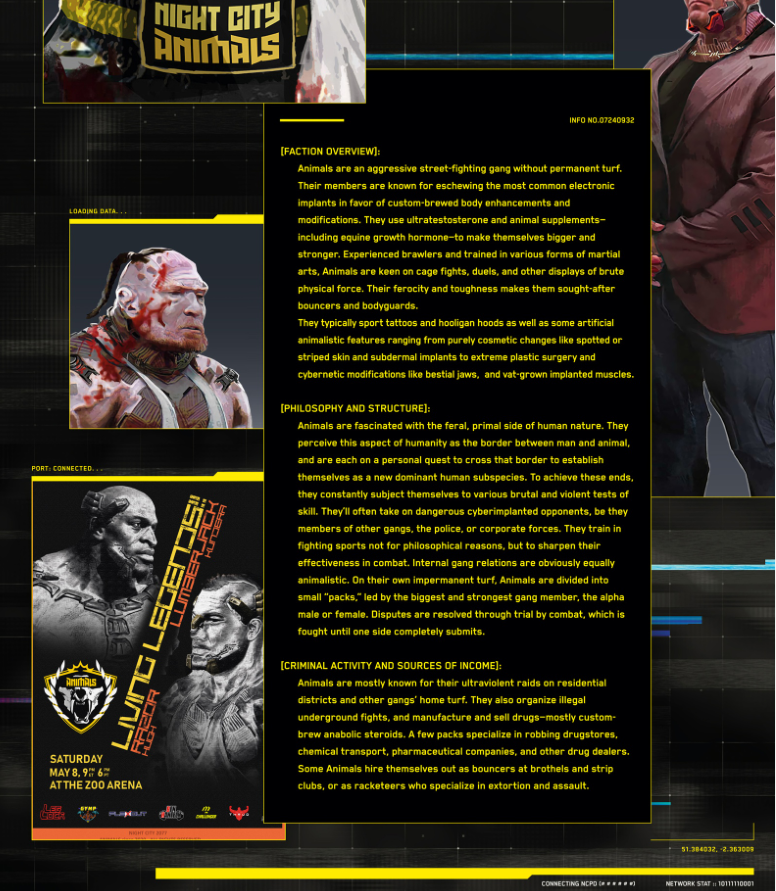 NIGHT CITY
ANIMALS
INFO NO.07240932
[FACTION OVERVIEW]:
Animals are an aggressive street-fighting gang without permanent turf.
Their members are known for eschewing the most common electronic
implants in favor of custom-brewed body enhancements and
modifications. They use ultratestosterone and animal supplements—
including equine growth hormone—to make themselves bigger and
stronger. Experienced brawlers and trained in various forms of martial
arts, Animals are keen on cage fights, duels, and other displays of brute
physical force. Their ferocity and toughness makes them sought-after
bouncers and bodyguards.
They typically sport tattoos and hooligan hoods as well as some artificial
animalistic features ranging from purely cosmetic changes like spotted or
striped skin and subdermal implants to extreme plastic surgery and
cybernetic modifications like bestial jaws, and vat-grown implanted muscles.
[PHILOSOPHY AND STRUCTURE]:
Animals are fascinated with the feral, primal side of human nature. They
perceive this aspect of humanity as the border between man and animal,
and are each on a personal quest to cross that border to establish
themselves as a new dominant human subspecies. To achieve these ends,
they constantly subject themselves to various brutal and violent tests of
skill. They'll often take on dangerous cyberimplanted opponents, be they
members of other gangs, the police, or corporate forces. They train in
fighting sports not for philosophical reasons, but to sharpen their
effectiveness in combat. Internal gang relations are obviously equally
animalistic. On their own impermanent turf, Animals are divided into
small "packs," led by the biggest and strongest gang member, the alpha
male or female. Disputes are resolved through trial by combat, which is
fought until one side completely submits.
[CRIMINAL ACTIVITY AND SOURCES OF INCOME]:
Animals are mostly known for their ultraviolent raids on residential
districts and other gangs' home turf. They also organize illegal
underground fights, and manufacture and sell drugs—mostly custom-
brew anabolic steroids. A few packs specialize in robbing drugstores,
chemical transport, pharmaceutical companies, and other drug dealers.
Some Animals hire themselves out as bouncers at brothels and strip
clubs, or as racketeers who specialize in extortion and assault.
LOADING DATA. . .
PORT: CONNECTED. . .
LIVING LEGENDS!!
LUMBERJACK
KUNDERA
RAZOR
HUGH
ANIMALS
SATURDAY
MAY 8, 9PM ET 6PM PT
AT THE ZOO ARENA
GYMP
CHALLENGER
NIGHT CITY 2077
51.384032, -2.363009
CONNECTING NCPD (# # # # # #)
NETWORK STAT :: 10111110001